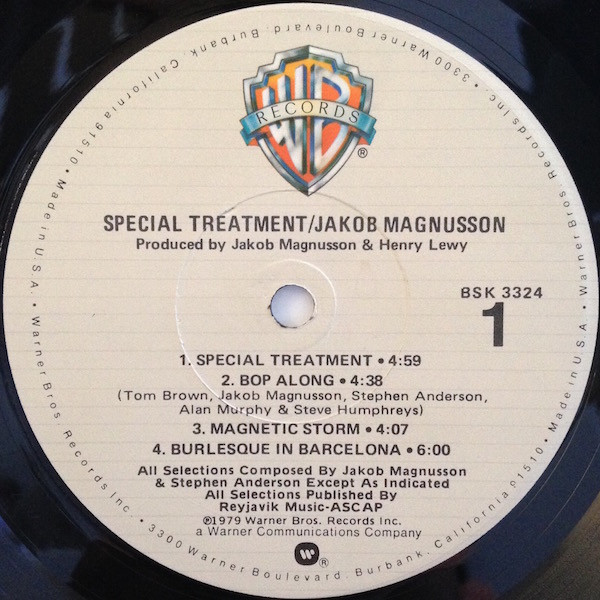 WB
RECORDS
®
SPECIAL TREATMENT/JAKOB MAGNUSSON
Produced by Jakob Magnusson & Henry Lewy
BSK 3324
1
1. SPECIAL TREATMENT • 4:59
2. BOP ALONG • 4:38
(Tom Brown, Jakob Magnusson, Stephen Anderson,
Alan Murphy & Steve Humphreys)
3. MAGNETIC STORM • 4:07
4. BURLESQUE IN BARCELONA • 6:00
All Selections Composed By Jakob Magnusson
& Stephen Anderson Except As Indicated
All Selections Published By
Reyjavik Music-ASCAP
℗1979 Warner Bros. Records Inc.
a Warner Communications Company
W ®
Warner Bros Records Inc. • 3300 Warner Boulevard, Burbank, California 91510 • Made in U.S.A. • Warner Bros Records Inc. • 3300 Warner Boulevard, Burbank, California 91510 • Made in U.S.A. •